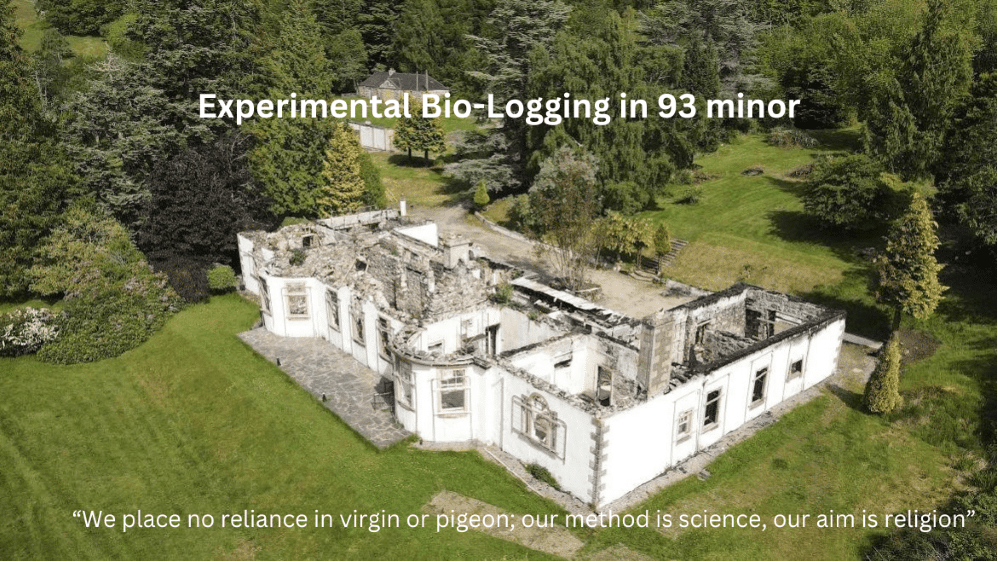 Experimental Bio-Logging in 93 minor
“We place no reliance in virgin or pigeon; our method is science, our aim is religion”